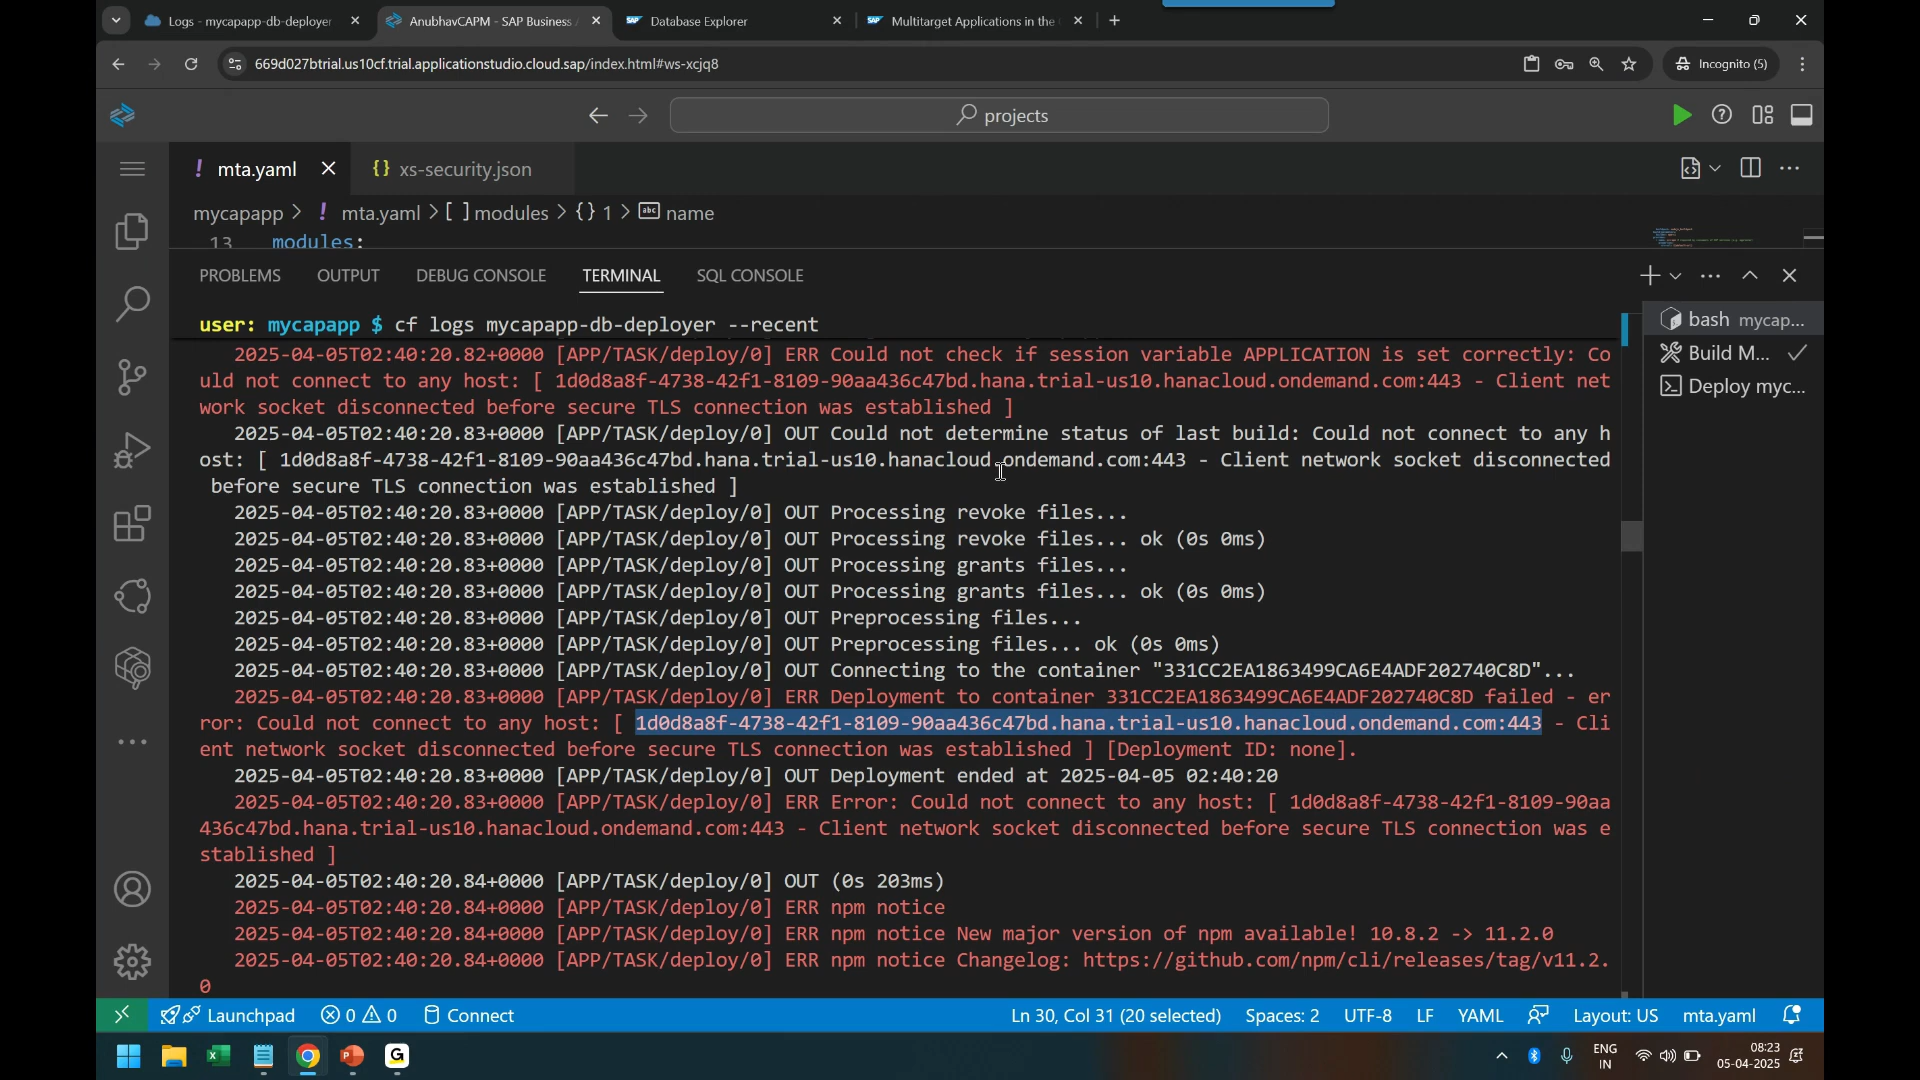 Logs - mycapapp-db-deployer
AnubhavCAPM - SAP Business A
Database Explorer
Multitarget Applications in the
669d027btrial.us10cf.trial.applicationstudio.cloud.sap/index.html#ws-xcjq8
Incognito (5)
projects
! mta.yaml
{} xs-security.json
mycapapp > ! mta.yaml > [ ] modules > {} 1 > abc name
13 modules:
PROBLEMS OUTPUT DEBUG CONSOLE TERMINAL SQL CONSOLE
user: mycapapp $ cf logs mycapapp-db-deployer --recent
2025-04-05T02:40:20.82+0000 [APP/TASK/deploy/0] ERR Could not check if session variable APPLICATION is set correctly: Co
uld not connect to any host: [ 1d0d8a8f-4738-42f1-8109-90aa436c47bd.hana.trial-us10.hanacloud.ondemand.com:443 - Client net
work socket disconnected before secure TLS connection was established ]
2025-04-05T02:40:20.83+0000 [APP/TASK/deploy/0] OUT Could not determine status of last build: Could not connect to any h
ost: [ 1d0d8a8f-4738-42f1-8109-90aa436c47bd.hana.trial-us10.hanacloud.ondemand.com:443 - Client network socket disconnected
before secure TLS connection was established ]
2025-04-05T02:40:20.83+0000 [APP/TASK/deploy/0] OUT Processing revoke files...
2025-04-05T02:40:20.83+0000 [APP/TASK/deploy/0] OUT Processing revoke files... ok (0s 0ms)
2025-04-05T02:40:20.83+0000 [APP/TASK/deploy/0] OUT Processing grants files...
2025-04-05T02:40:20.83+0000 [APP/TASK/deploy/0] OUT Processing grants files... ok (0s 0ms)
2025-04-05T02:40:20.83+0000 [APP/TASK/deploy/0] OUT Preprocessing files...
2025-04-05T02:40:20.83+0000 [APP/TASK/deploy/0] OUT Preprocessing files... ok (0s 0ms)
2025-04-05T02:40:20.83+0000 [APP/TASK/deploy/0] OUT Connecting to the container "331CC2EA1863499CA6E4ADF202740C8D"...
2025-04-05T02:40:20.83+0000 [APP/TASK/deploy/0] ERR Deployment to container 331CC2EA1863499CA6E4ADF202740C8D failed - er
ror: Could not connect to any host: [ 1d0d8a8f-4738-42f1-8109-90aa436c47bd.hana.trial-us10.hanacloud.ondemand.com:443 - Cli
ent network socket disconnected before secure TLS connection was established ] [Deployment ID: none].
2025-04-05T02:40:20.83+0000 [APP/TASK/deploy/0] OUT Deployment ended at 2025-04-05 02:40:20
2025-04-05T02:40:20.83+0000 [APP/TASK/deploy/0] ERR Error: Could not connect to any host: [ 1d0d8a8f-4738-42f1-8109-90aa
436c47bd.hana.trial-us10.hanacloud.ondemand.com:443 - Client network socket disconnected before secure TLS connection was e
stablished ]
2025-04-05T02:40:20.84+0000 [APP/TASK/deploy/0] OUT (0s 203ms)
2025-04-05T02:40:20.84+0000 [APP/TASK/deploy/0] ERR npm notice
2025-04-05T02:40:20.84+0000 [APP/TASK/deploy/0] ERR npm notice New major version of npm available! 10.8.2 -> 11.2.0
2025-04-05T02:40:20.84+0000 [APP/TASK/deploy/0] ERR npm notice Changelog: https://github.com/npm/cli/releases/tag/v11.2.
0
bash mycap...
Build M...
Deploy myc...
Launchpad 0 0 Connect
Ln 30, Col 31 (20 selected) Spaces: 2 UTF-8 LF YAML Layout: US mta.yaml
ENG
IN
08:23
05-04-2025